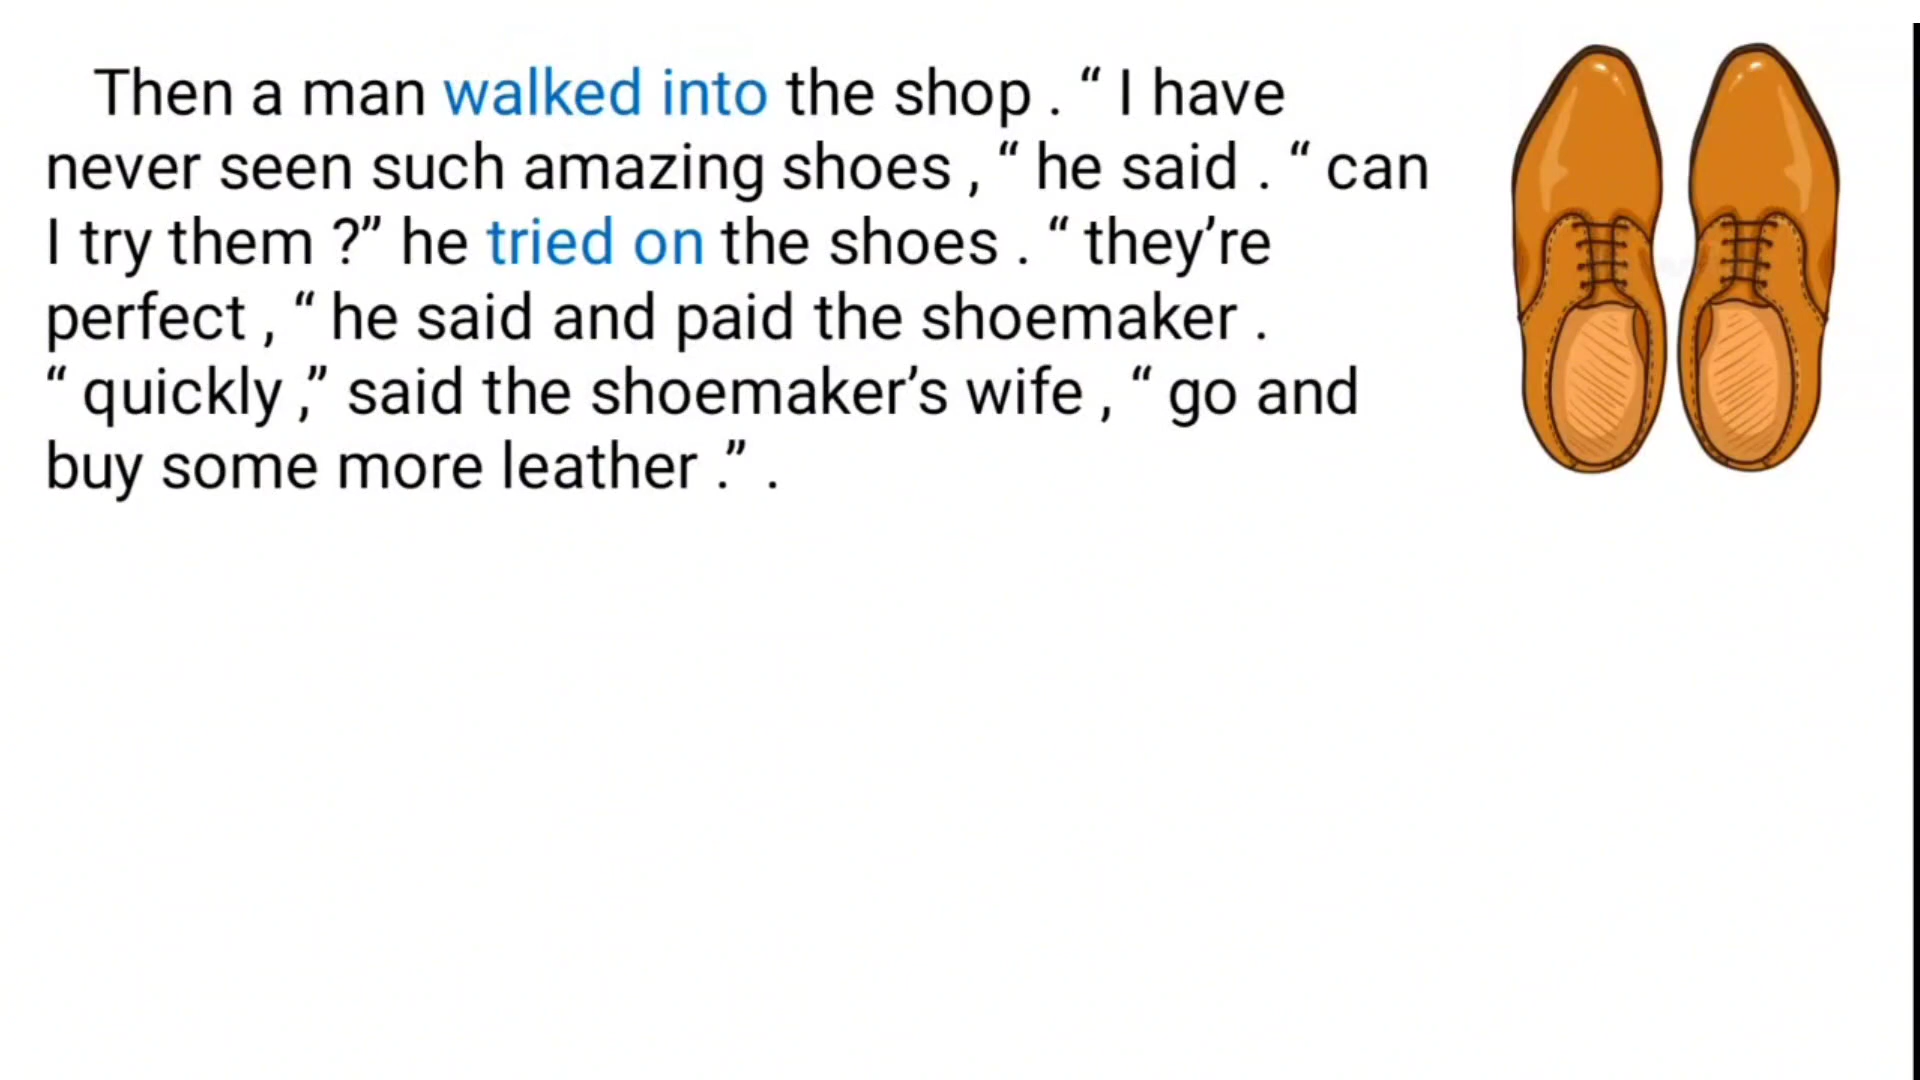 Then a man walked into the shop . “ I have
never seen such amazing shoes , “ he said . “ can
I try them ?” he tried on the shoes . “ they’re
perfect , “ he said and paid the shoemaker .
“ quickly ,” said the shoemaker’s wife , “ go and
buy some more leather .” .